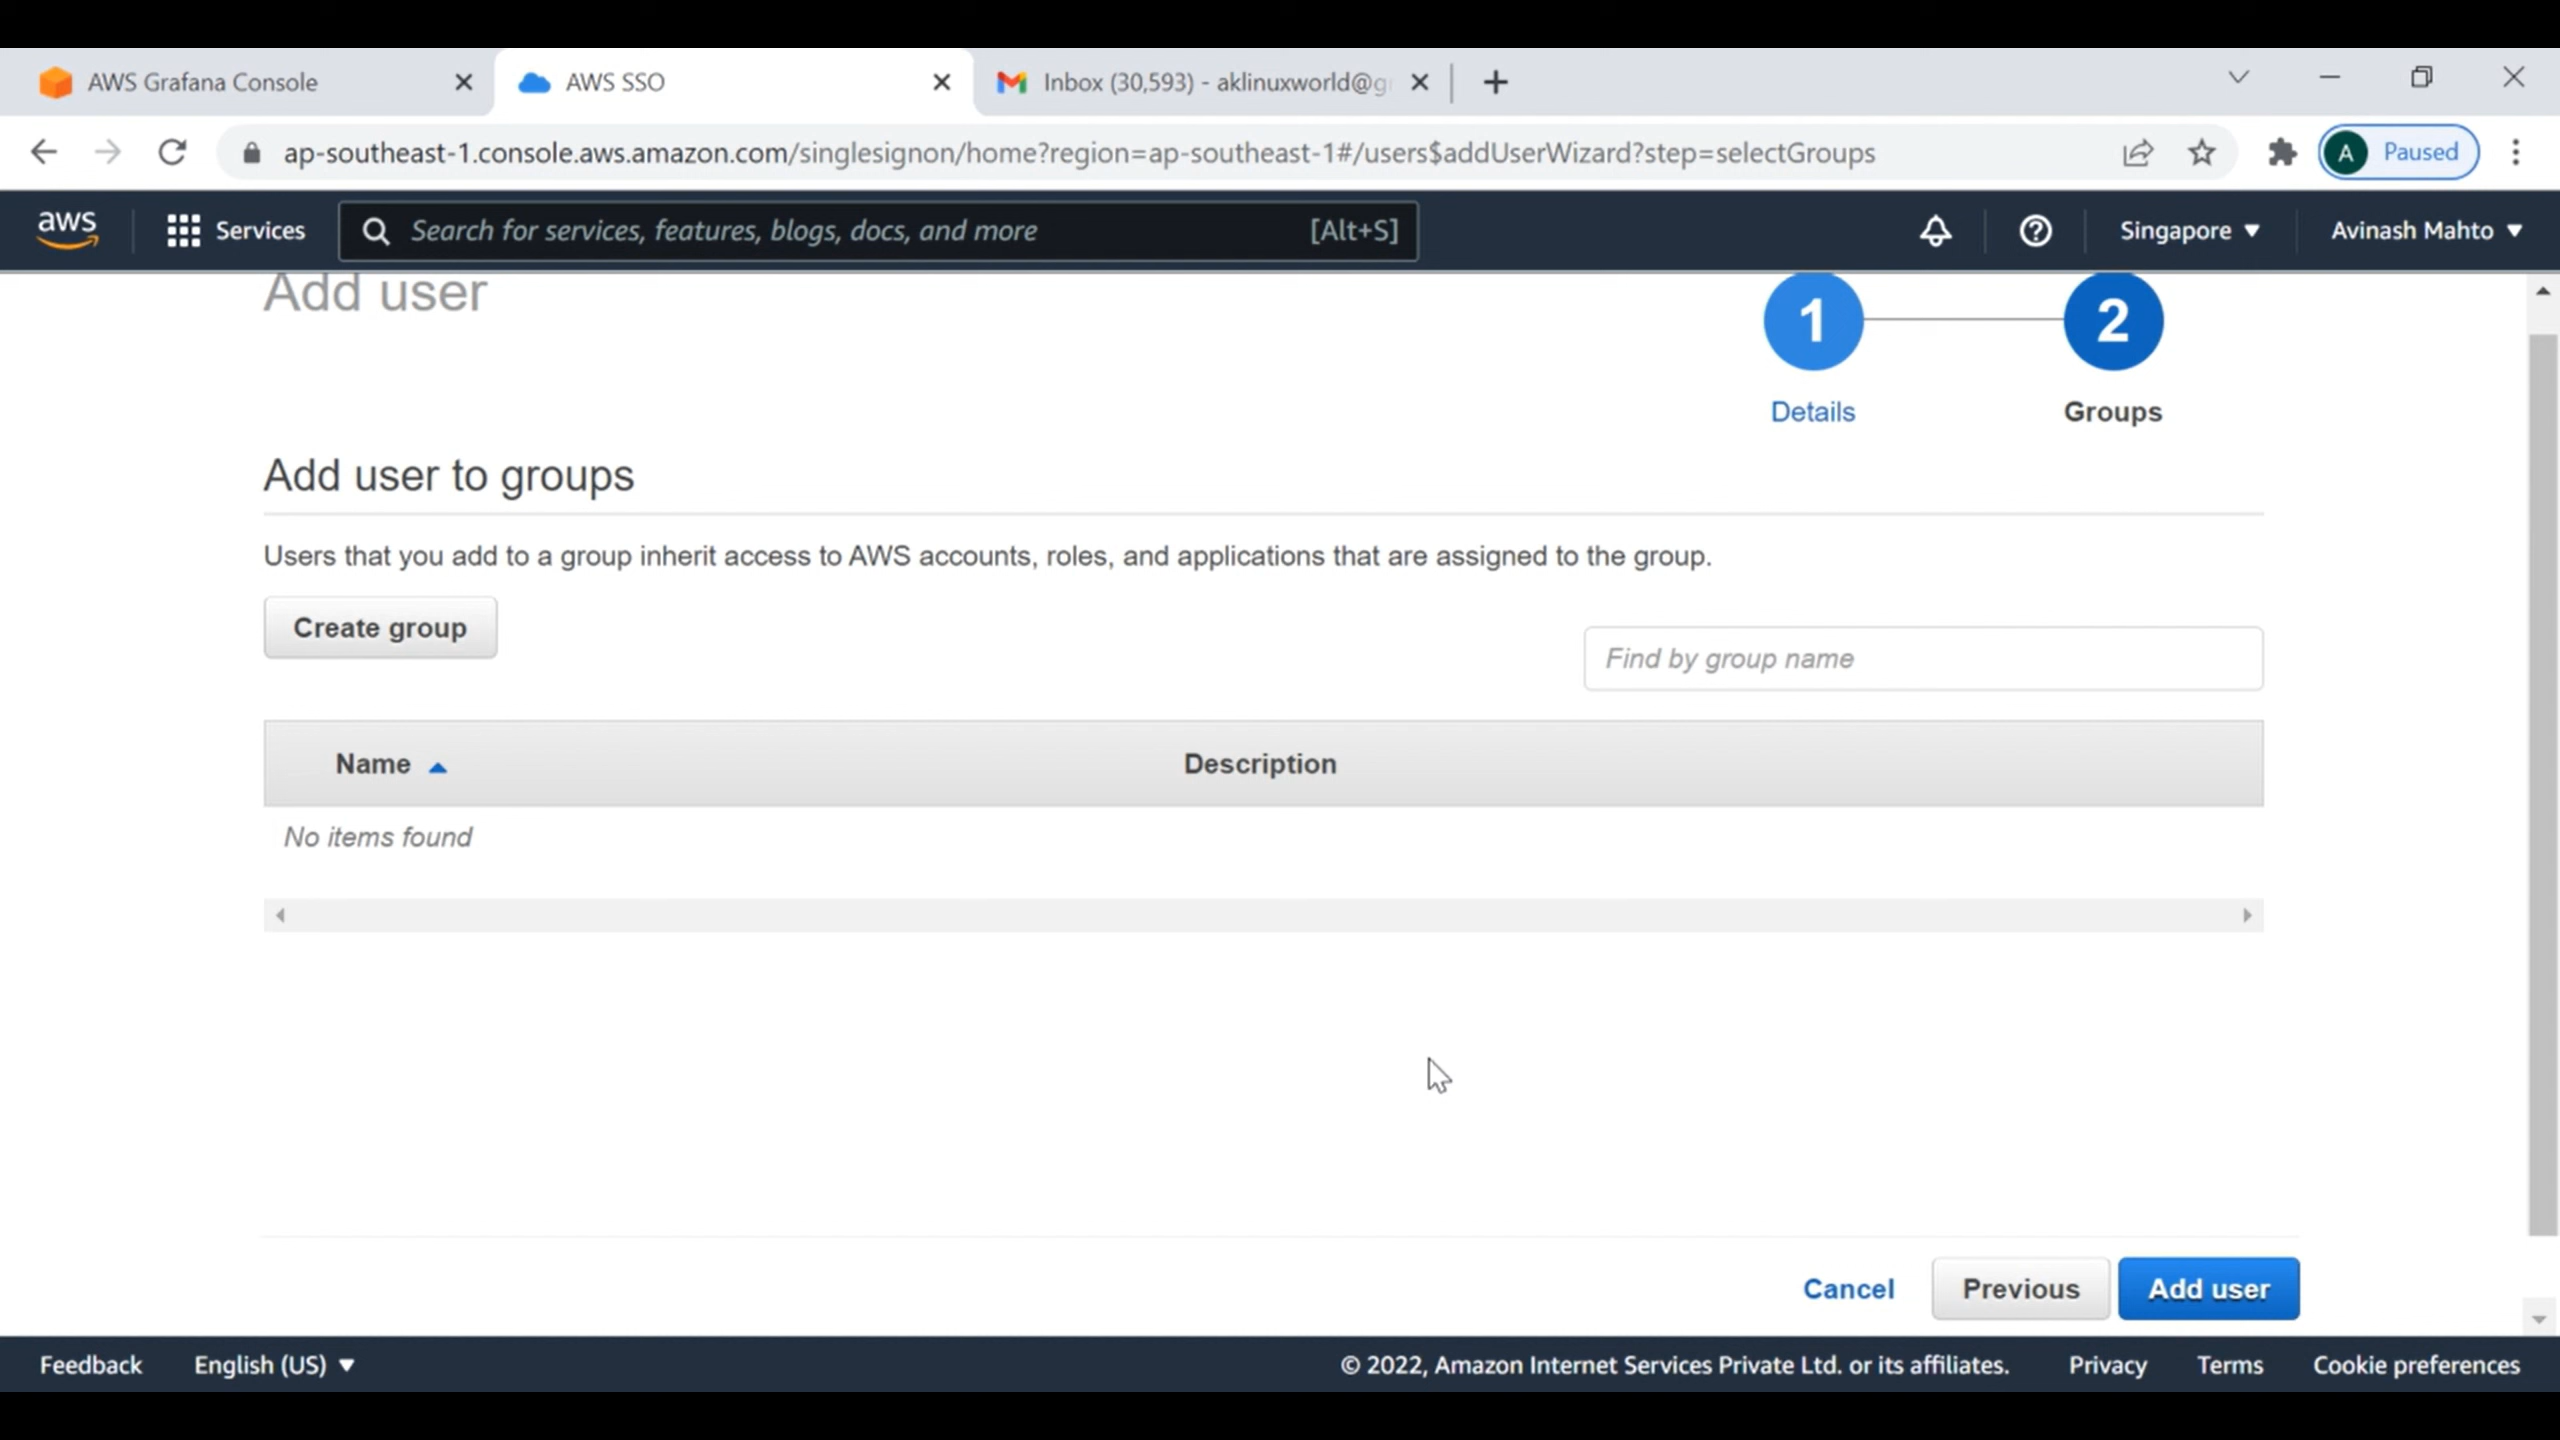 AWS Grafana Console
AWS SSO
Inbox (30,593) - aklinuxworld@g
ap-southeast-1.console.aws.amazon.com/singlesignon/home?region=ap-southeast-1#/users$addUserWizard?step=selectGroups
A Paused
aws
Services
Search for services, features, blogs, docs, and more [Alt+S]
Singapore
Avinash Mahto
Add user
1
2
Details
Groups
Add user to groups
Users that you add to a group inherit access to AWS accounts, roles, and applications that are assigned to the group.
Create group
Find by group name
Name
Description
No items found
Cancel
Previous
Add user
Feedback
English (US)
© 2022, Amazon Internet Services Private Ltd. or its affiliates.
Privacy
Terms
Cookie preferences